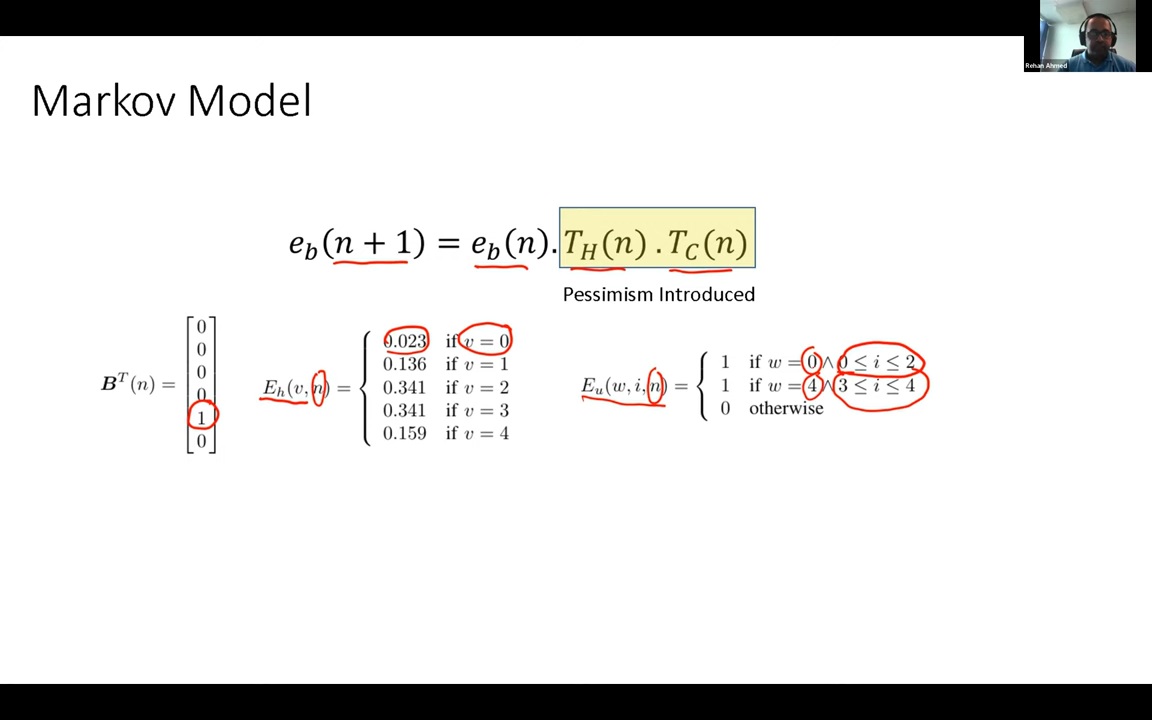 Rehan Ahmed
Markov Model
e_b(n + 1) = e_b(n). T_H(n) . T_C(n)
Pessimism Introduced
B^T(n) = [0 0 0 0 1 0]
E_h(v, n) = {
0.023 if v = 0
0.136 if v = 1
0.341 if v = 2
0.341 if v = 3
0.159 if v = 4
E_u(w, i, n) = {
1 if w = 0 ∧ 0 ≤ i ≤ 2
1 if w = 4 ∧ 3 ≤ i ≤ 4
0 otherwise